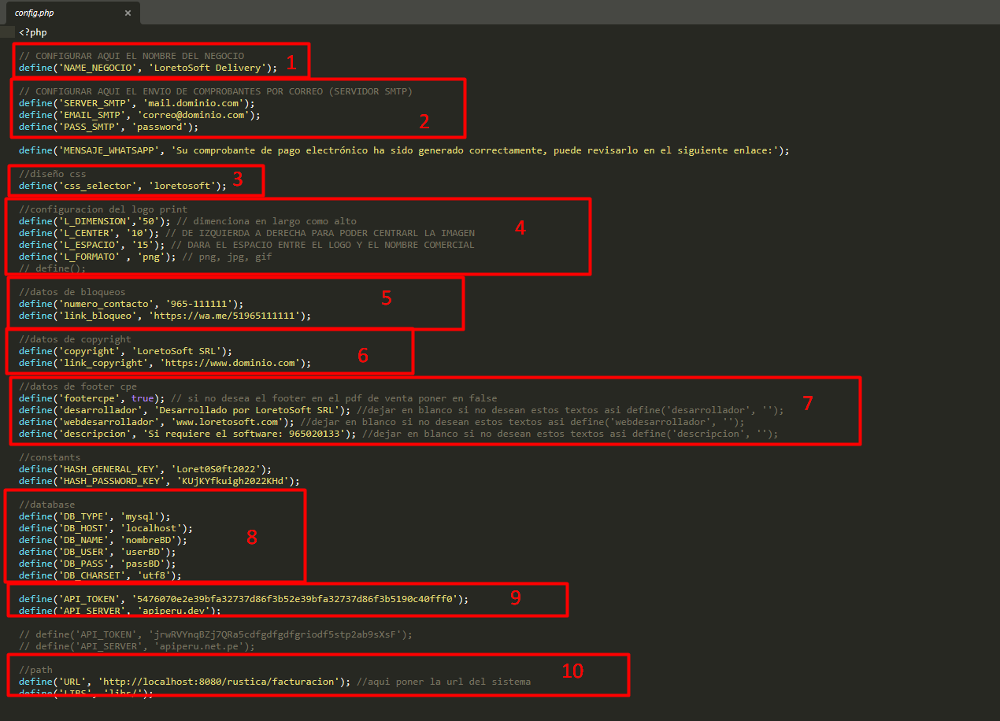 config.php ×
<?php
// CONFIGURAR AQUI EL NOMBRE DEL NEGOCIO
define('NAME_NEGOCIO', 'LoretoSoft Delivery'); 1
// CONFIGURAR AQUI EL ENVIO DE COMPROBANTES POR CORREO (SERVIDOR SMTP)
define('SERVER_SMTP', 'mail.dominio.com');
define('EMAIL_SMTP', 'correo@dominio.com');
define('PASS_SMTP', 'password'); 2
define('MENSAJE_WHATSAPP', 'Su comprobante de pago electrónico ha sido generado correctamente, puede revisarlo en el siguiente enlace:');
//diseño css
define('css_selector', 'loretosoft'); 3
//configuracion del logo print
define('L_DIMENSION','50'); // dimenciona en largo como alto
define('L_CENTER', '10'); // DE IZQUIERDA A DERECHA PARA PODER CENTRARL LA IMAGEN 4
define('L_ESPACIO', '15'); // DARA EL ESPACIO ENTRE EL LOGO Y EL NOMBRE COMERCIAL
define('L_FORMATO' , 'png'); // png, jpg, gif
// define();
//datos de bloqueos
define('numero_contacto', '965-111111'); 5
define('link_bloqueo', 'https://wa.me/51965111111');
//datos de copyright
define('copyright', 'LoretoSoft SRL'); 6
define('link_copyright', 'https://www.dominio.com');
//datos de footer cpe
define('footercpe', true); // si no desea el footer en el pdf de venta poner en false
define('desarrollador', 'Desarrollado por LoretoSoft SRL'); //dejar en blanco si no desean estos textos asi define('desarrollador', ''); 7
define('webdesarrollador', 'www.loretosoft.com'); //dejar en blanco si no desean estos textos asi define('webdesarrollador', '');
define('descripcion', 'Si requiere el software: 965020133'); //dejar en blanco si no desean estos textos asi define('descripcion', '');
//constants
define('HASH_GENERAL_KEY', 'Loret0S0ft2022');
define('HASH_PASSWORD_KEY', 'KUjKYfkuigh2022KHd');
//database
define('DB_TYPE', 'mysql');
define('DB_HOST', 'localhost');
define('DB_NAME', 'nombreBD'); 8
define('DB_USER', 'userBD');
define('DB_PASS', 'passBD');
define('DB_CHARSET', 'utf8');
define('API_TOKEN', '5476070e2e39bfa32737d86f3b52e39bfa32737d86f3b5190c40fff0'); 9
define('API_SERVER', 'apiperu.dev');
// define('API_TOKEN', 'jrwRVYnqBZj7QRa5cdfgdfgdfgriodf5stp2ab9sXsF');
// define('API_SERVER', 'apiperu.net.pe');
//path
define('URL', 'http://localhost:8080/rustica/facturacion'); //aqui poner la url del sistema 10
define('LIBS', 'libs/');